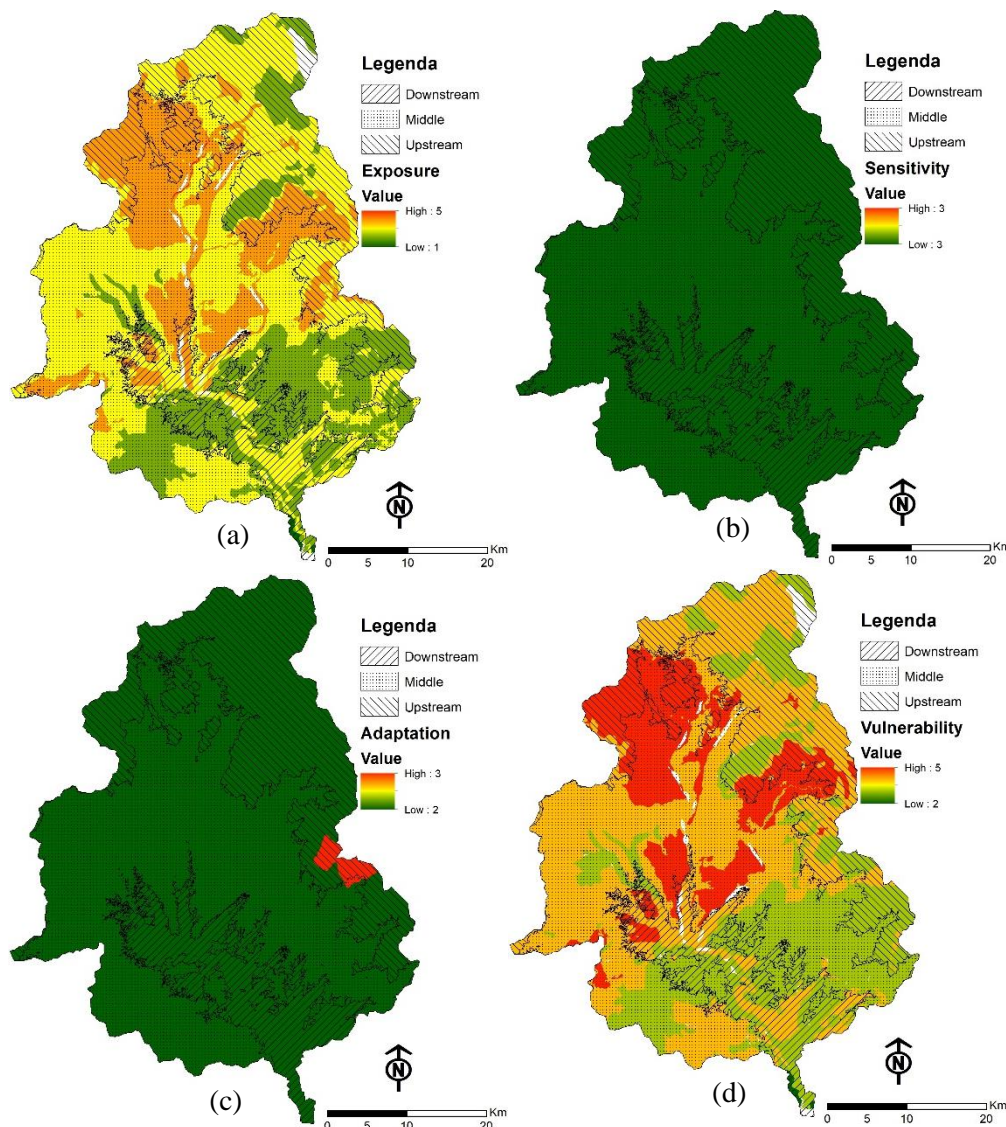 Legenda
Downstream
Middle
Upstream
Exposure
Value
High : 5
Low : 1
N
(a)
Km
0 5 10 20
Legenda
Downstream
Middle
Upstream
Sensitivity
Value
High : 3
Low : 3
N
(b)
Km
0 5 10 20
Legenda
Downstream
Middle
Upstream
Adaptation
Value
High : 3
Low : 2
N
(c)
Km
0 5 10 20
Legenda
Downstream
Middle
Upstream
Vulnerability
Value
High : 5
Low : 2
N
(d)
Km
0 5 10 20